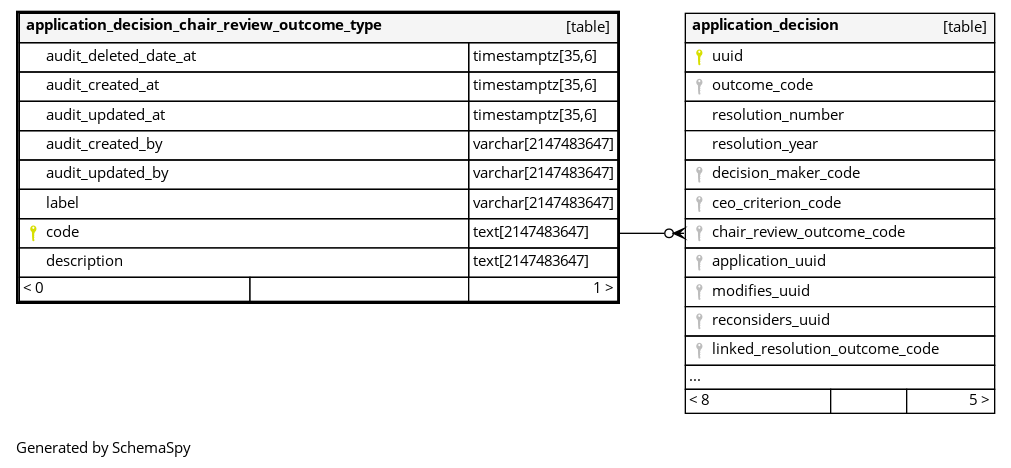 application_decision_chair_review_outcome_type [table]
audit_deleted_date_at timestamptz[35,6]
audit_created_at timestamptz[35,6]
audit_updated_at timestamptz[35,6]
audit_created_by varchar[2147483647]
audit_updated_by varchar[2147483647]
label varchar[2147483647]
code text[2147483647]
description text[2147483647]
< 0 1 >
application_decision [table]
uuid
outcome_code
resolution_number
resolution_year
decision_maker_code
ceo_criterion_code
chair_review_outcome_code
application_uuid
modifies_uuid
reconsiders_uuid
linked_resolution_outcome_code
...
< 8 5 >
Generated by SchemaSpy